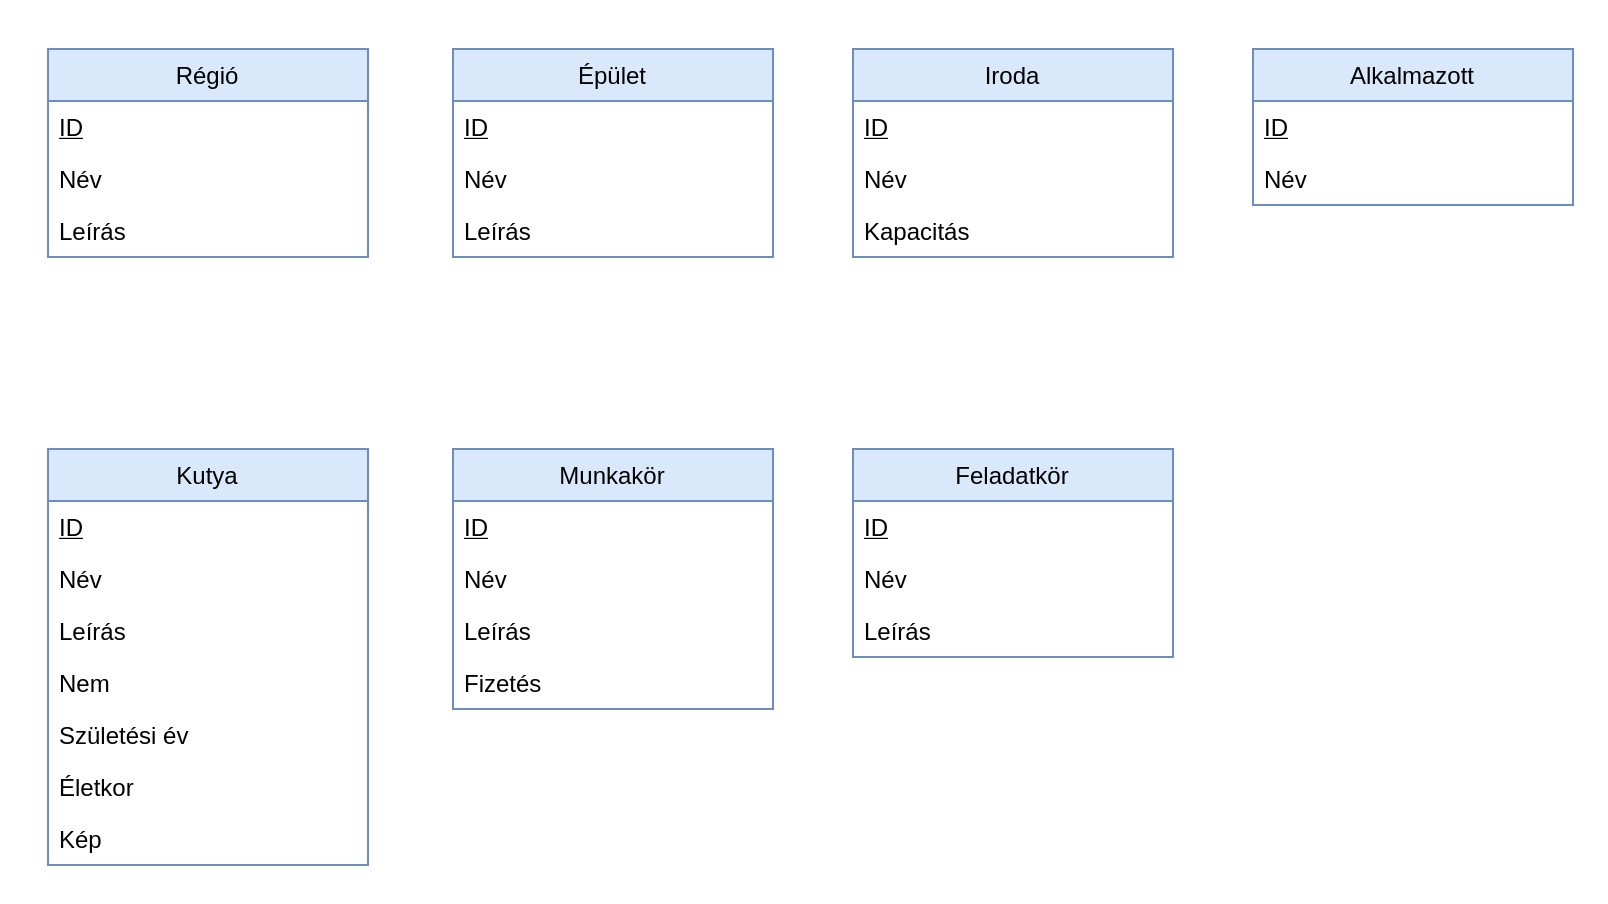 Régió
ID
Név
Leírás
Épület
ID
Név
Leírás
Iroda
ID
Név
Kapacitás
Alkalmazott
ID
Név
Kutya
ID
Név
Leírás
Nem
Születési év
Életkor
Kép
Munkakör
ID
Név
Leírás
Fizetés
Feladatkör
ID
Név
Leírás